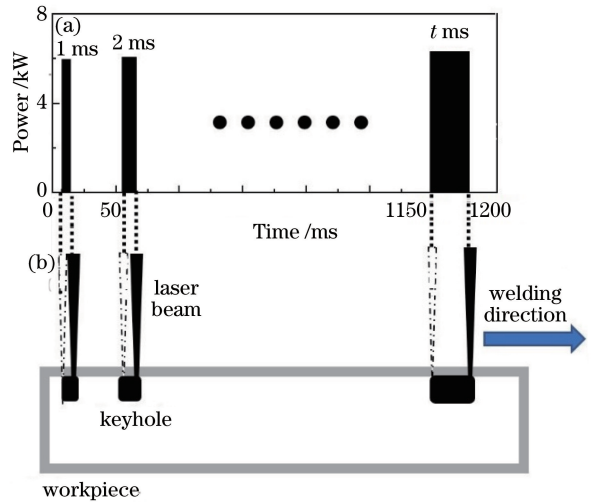 (a)
8
4
0
Power /kW
1 ms
2 ms
t ms
0
50
1150
1200
Time /ms
(b)
laser
beam
welding
direction
keyhole
workpiece